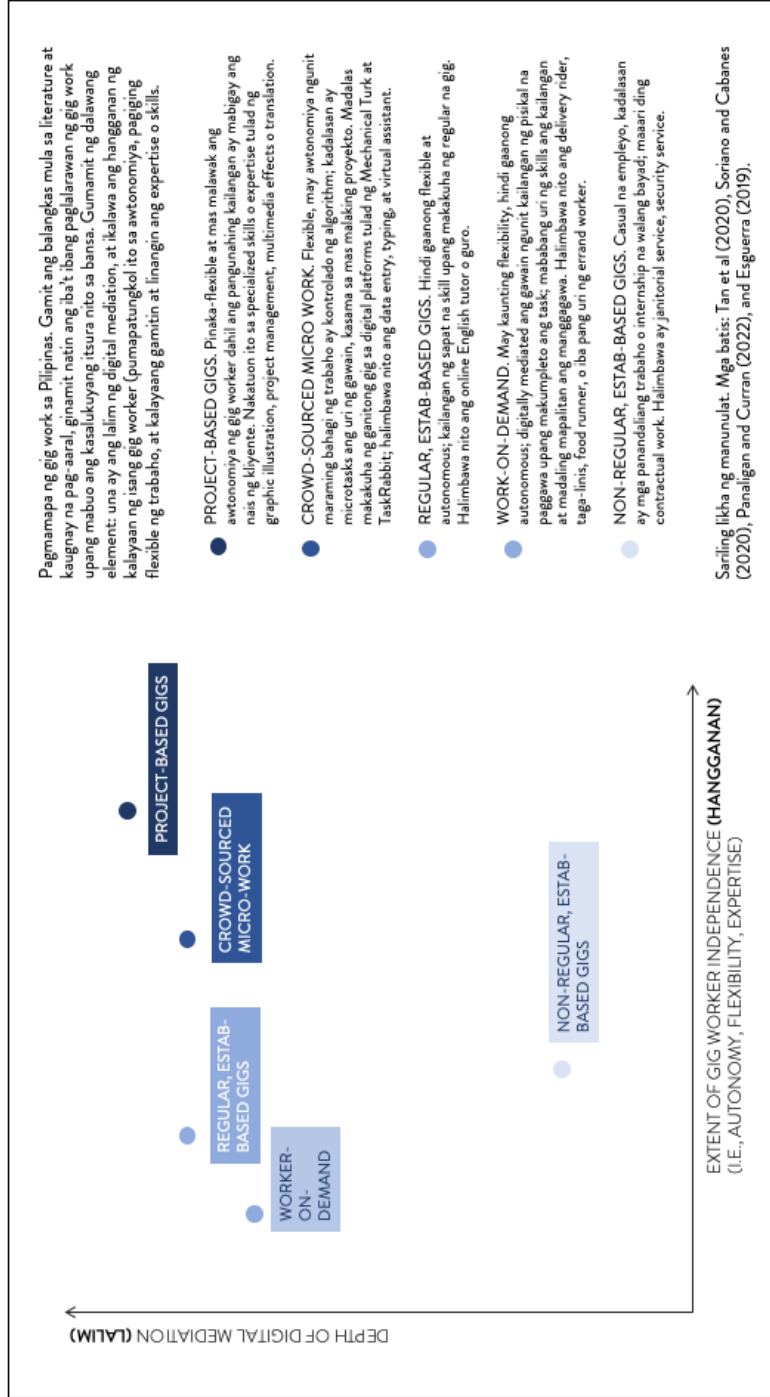 DEPTH OF DIGITAL MEDIATION (LALIM)
PROJECT-BASED GIGS
CROWD-SOURCED
MICRO-WORK
REGULAR, ESTAB-
BASED GIGS
WORKER-
ON-
DEMAND
NON-REGULAR, ESTAB-
BASED GIGS
EXTENT OF GIG WORKER INDEPENDENCE (HANGGANAN)
(I.E., AUTONOMY, FLEXIBILITY, EXPERTISE)
Pagmamapa ng gig work sa Pilipinas. Gamit ang balangkas mula sa literature at
kaugnay na pag-aaral, ginamit natin ang iba't ibang paglalarawan ng gig work
upang mabuo ang kasalukuyang itsura nito sa bansa. Gumamit ng dalawang
element: una ay ang lalim ng digital mediation, at ikalawa ang hangganan ng
kalayaan ng isang gig worker (pumapatungkol ito sa awtonomiya, pagiging
flexible ng trabaho, at kalayaang gamitin at linangin ang expertise o skills.
PROJECT-BASED GIGS. Pinaka-flexible at mas malawak ang
awtonomiya ng gig worker dahil ang pangunahing kailangan ay mabigay ang
nais ng kliyente. Nakatuon ito sa specialized skills o expertise tulad ng
graphic illustration, project management, multimedia effects o translation.
CROWD-SOURCED MICRO WORK. Flexible, may awtonomiya ngunit
maraming bahagi ng trabaho ay kontrolado ng algorithm; kadalasan ay
microtasks ang uri ng gawain, kasama sa mas malaking proyekto. Madalas
makakuha ng ganitong gig sa digital platforms tulad ng Mechanical Turk at
TaskRabbit; halimbawa nito ang data entry, typing, at virtual assistant.
REGULAR, ESTAB-BASED GIGS. Hindi gaanong flexible at
autonomous; kailangan ng sapat na skill upang makakuha ng regular na gig.
Halimbawa nito ang online English tutor o guro.
WORK-ON-DEMAND. May kaunting flexibility, hindi gaanong
autonomous; digitally mediated ang gawain ngunit kailangan ng pisikal na
paggawa upang makumpleto ang task; mababang uri ng skills ang kailangan
at madaling mapalitan ang manggagawa. Halimbawa nito ang delivery rider,
taga-linis, food runner, o iba pang uri ng errand worker.
NON-REGULAR, ESTAB-BASED GIGS. Casual na empleyo, kadalasan
ay mga panandaliang trabaho o internship na walang bayad; maaari ding
contractual work. Halimbawa ay janitorial service, security service.
Sariling likha ng manunulat. Mga batis: Tan et al (2020), Soriano and Cabanes
(2020), Panaligan and Curran (2022), and Esguerra (2019).